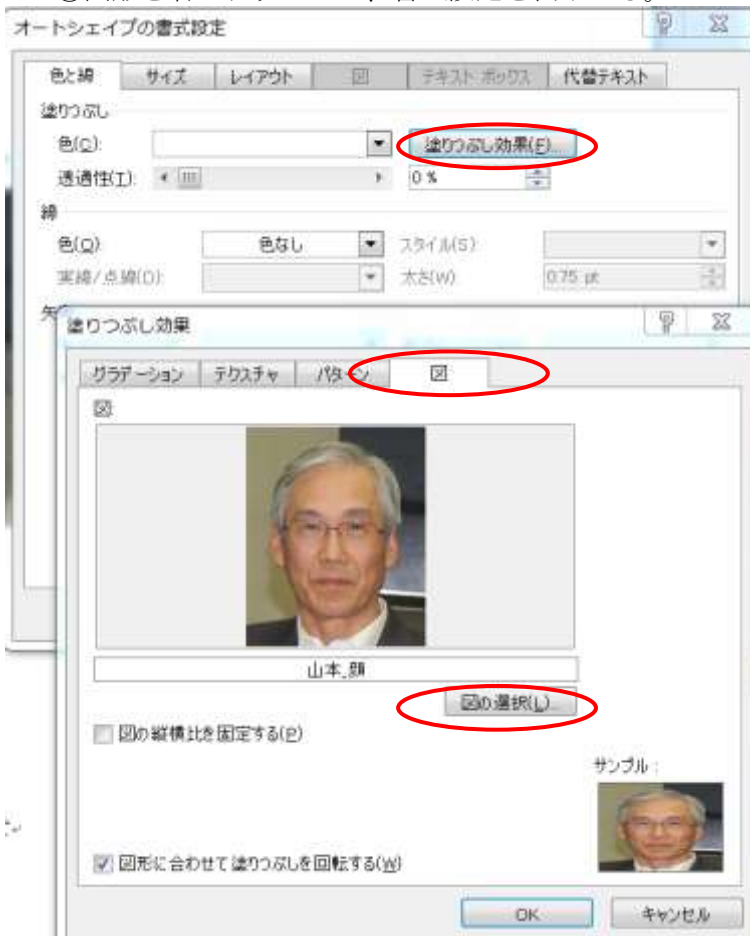 オートシェイプの書式設定
色と線 サイズ レイアウト 図 テキスト ボックス 代替テキスト
塗りつぶし
色(C): 塗りつぶし効果(F)...
透過性(T): 0 %
線
色(O): 色なし スタイル(S):
実線/点線(D): 太さ(W): 0.75 pt
塗りつぶし効果
グラデーション テクスチャ パターン 図
図:
山本_顔
図の選択(L)...
図の縦横比を固定する(P)
サンプル:
図形に合わせて塗りつぶしを回転する(W)
OK キャンセル